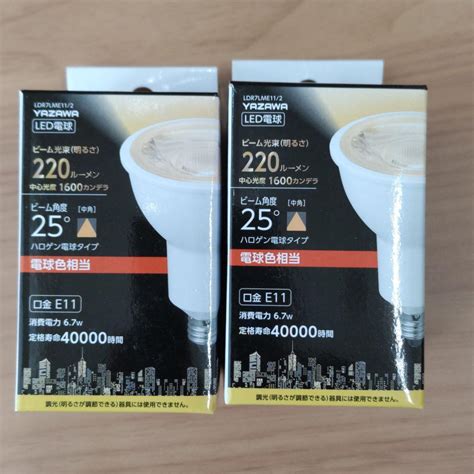 LDR7LME11/2
YAZAWA
LED電球
ビーム光束(明るさ)
220ルーメン
中心光度 1600カンデラ
ビーム角度
25° [中角]
ハロゲン電球タイプ
電球色相当
口金 E11
消費電力 6.7W
定格寿命 40000時間
調光(明るさが調節できる)器具には使用できません。
LDR7LME11/2
YAZAWA
LED電球
ビーム光束(明るさ)
220ルーメン
中心光度 1600カンデラ
ビーム角度
25° [中角]
ハロゲン電球タイプ
電球色相当
口金 E11
消費電力 6.7W
定格寿命 40000時間
調光(明るさが調節できる)器具には使用できません。